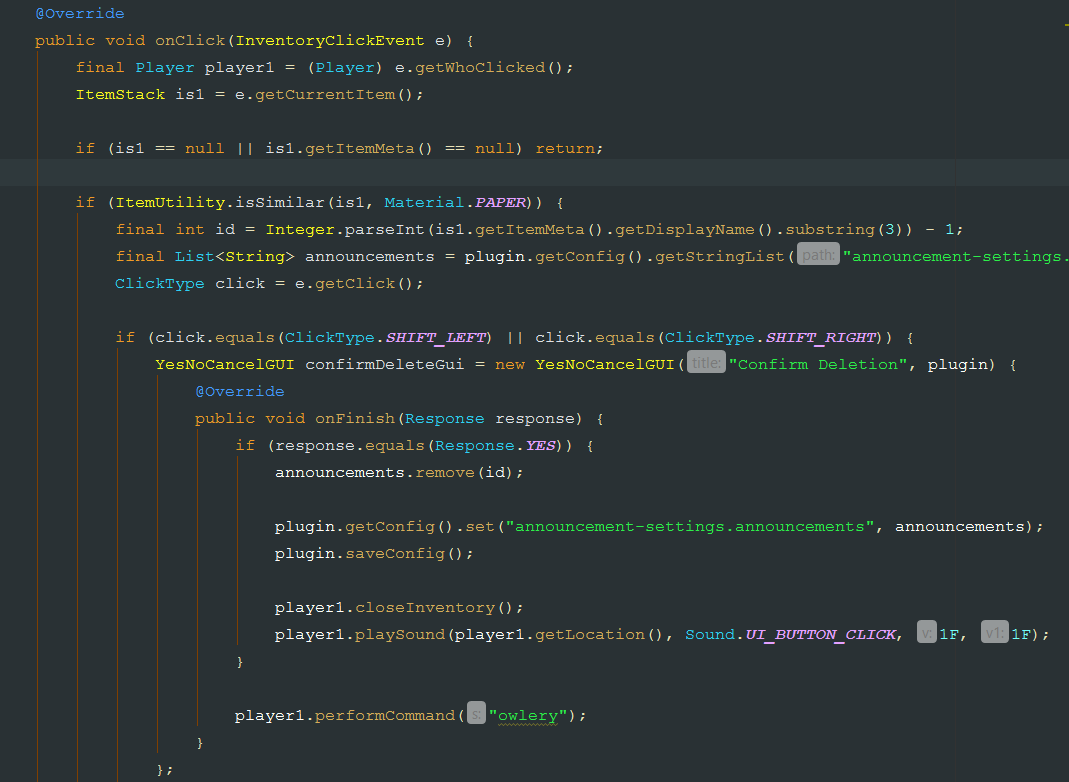 @Override
public void onClick(InventoryClickEvent e) {
final Player player1 = (Player) e.getWhoClicked();
ItemStack is1 = e.getCurrentItem();
if (is1 == null || is1.getItemMeta() == null) return;
if (ItemUtility.isSimilar(is1, Material.PAPER)) {
final int id = Integer.parseInt(is1.getItemMeta().getDisplayName().substring(3)) - 1;
final List<String> announcements = plugin.getConfig().getStringList( path: "announcement-settings.
ClickType click = e.getClick();
if (click.equals(ClickType.SHIFT_LEFT) || click.equals(ClickType.SHIFT_RIGHT)) {
YesNoCancelGUI confirmDeleteGui = new YesNoCancelGUI( title: "Confirm Deletion", plugin) {
@Override
public void onFinish(Response response) {
if (response.equals(Response.YES)) {
announcements.remove(id);
plugin.getConfig().set("announcement-settings.announcements", announcements);
plugin.saveConfig();
player1.closeInventory();
player1.playSound(player1.getLocation(), Sound.UI_BUTTON_CLICK, v: 1F, v1: 1F);
}
player1.performCommand( s: "owlery");
}
};